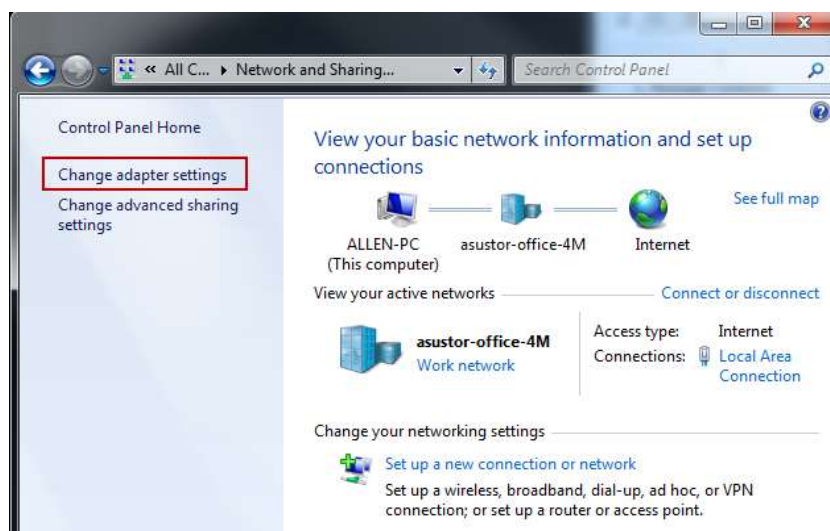 « All C... ▸ Network and Sharing...
Search Control Panel
Control Panel Home
Change adapter settings
Change advanced sharing
settings
View your basic network information and set up
connections
See full map
ALLEN-PC
(This computer)
asustor-office-4M
Internet
View your active networks
Connect or disconnect
asustor-office-4M
Work network
Access type: Internet
Connections: Local Area
Connection
Change your networking settings
Set up a new connection or network
Set up a wireless, broadband, dial-up, ad hoc, or VPN
connection; or set up a router or access point.